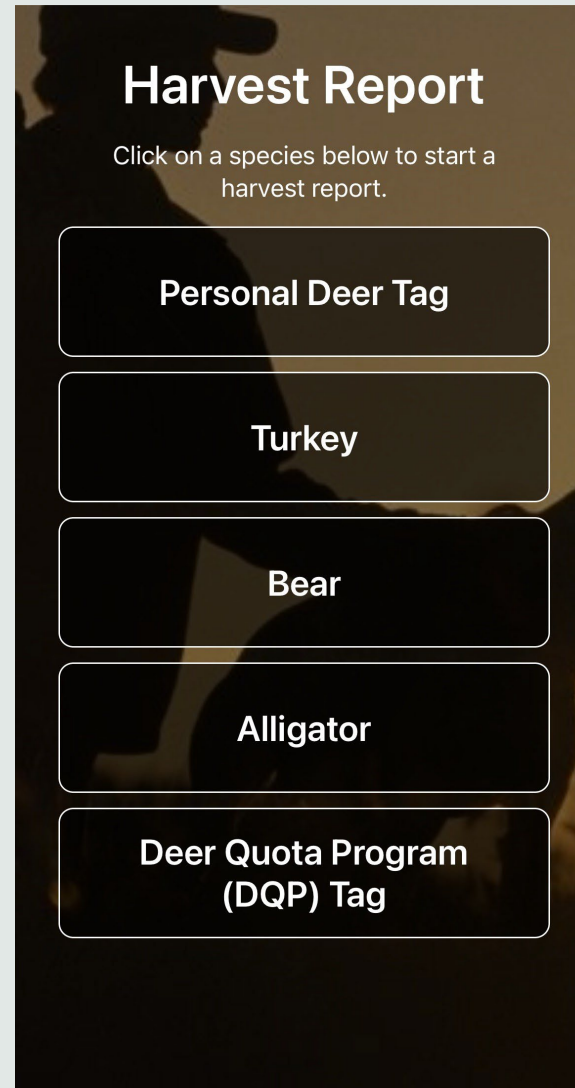 Harvest Report
Click on a species below to start a
harvest report.
Personal Deer Tag
Turkey
Bear
Alligator
Deer Quota Program
(DQP) Tag